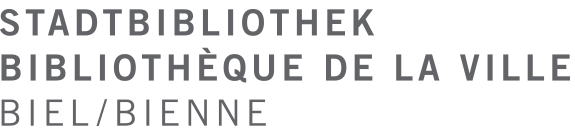 STADTBIBLIOTHEK
BIBLIOTHÈQUE DE LA VILLE
BIEL/BIENNE